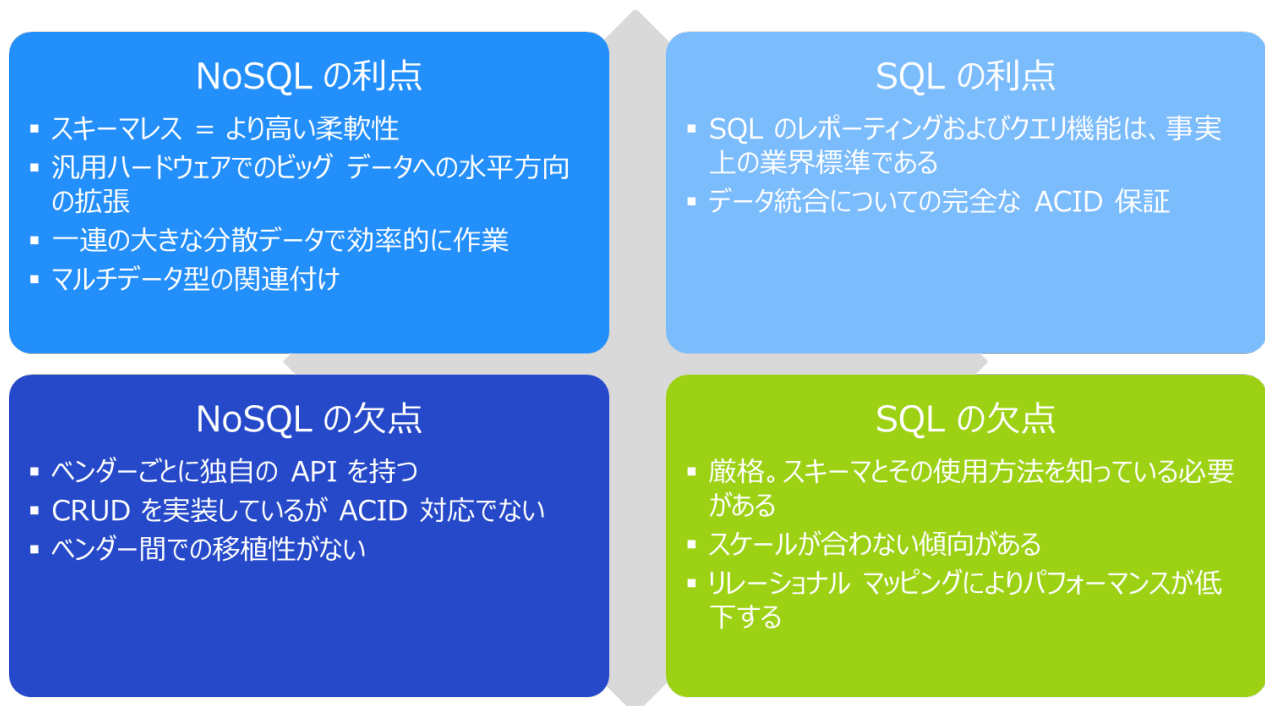 NoSQL の利点
▪ スキーマレス = より高い柔軟性
▪ 汎用ハードウェアでのビッグ データへの水平方向
の拡張
▪ 一連の大きな分散データで効率的に作業
▪ マルチデータ型の関連付け
SQL の利点
▪ SQL のレポーティングおよびクエリ機能は、事実
上の業界標準である
▪ データ統合についての完全な ACID 保証
NoSQL の欠点
▪ ベンダーごとに独自の API を持つ
▪ CRUD を実装しているが ACID 対応でない
▪ ベンダー間での移植性がない
SQL の欠点
▪ 厳格。スキーマとその使用方法を知っている必要
がある
▪ スケールが合わない傾向がある
▪ リレーショナル マッピングによりパフォーマンスが低
下する